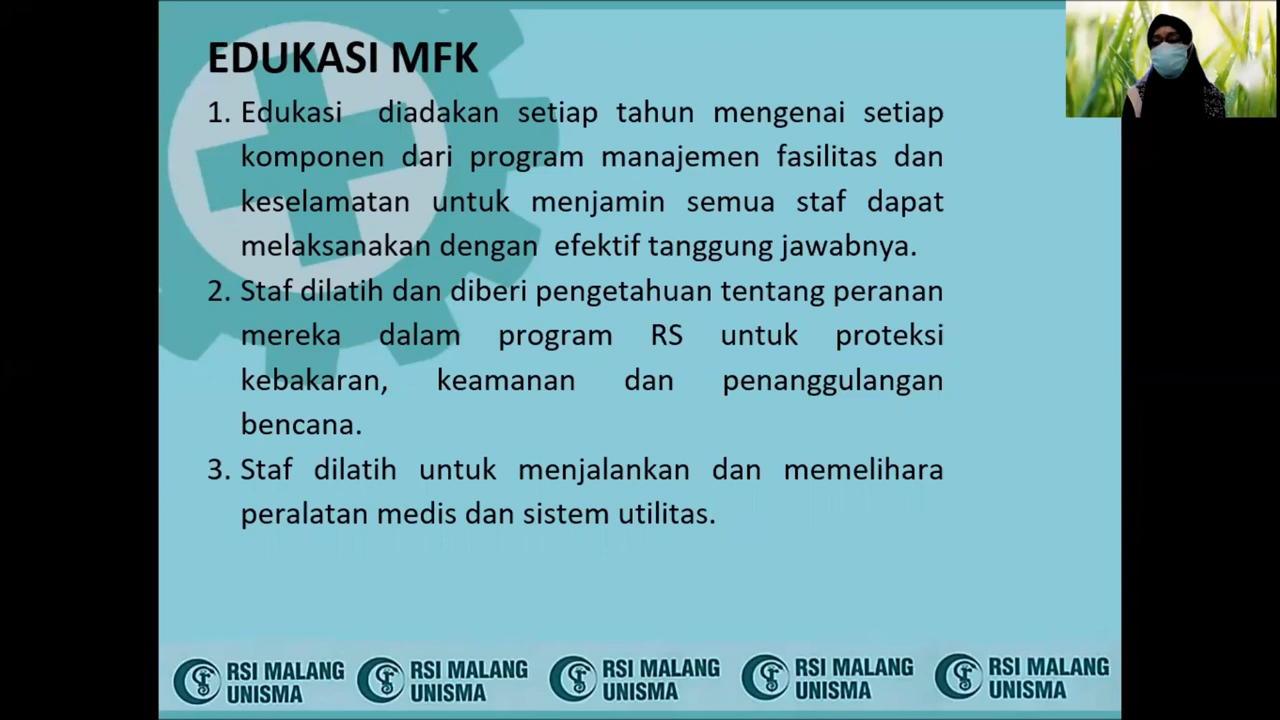 EDUKASI MFK
1. Edukasi diadakan setiap tahun mengenai setiap
komponen dari program manajemen fasilitas dan
keselamatan untuk menjamin semua staf dapat
melaksanakan dengan efektif tanggung jawabnya.
2. Staf dilatih dan diberi pengetahuan tentang peranan
mereka dalam program RS untuk proteksi
kebakaran, keamanan dan penanggulangan
bencana.
3. Staf dilatih untuk menjalankan dan memelihara
peralatan medis dan sistem utilitas.
RSI MALANG
UNISMA
RSI MALANG
UNISMA
RSI MALANG
UNISMA
RSI MALANG
UNISMA
RSI MALANG
UNISMA